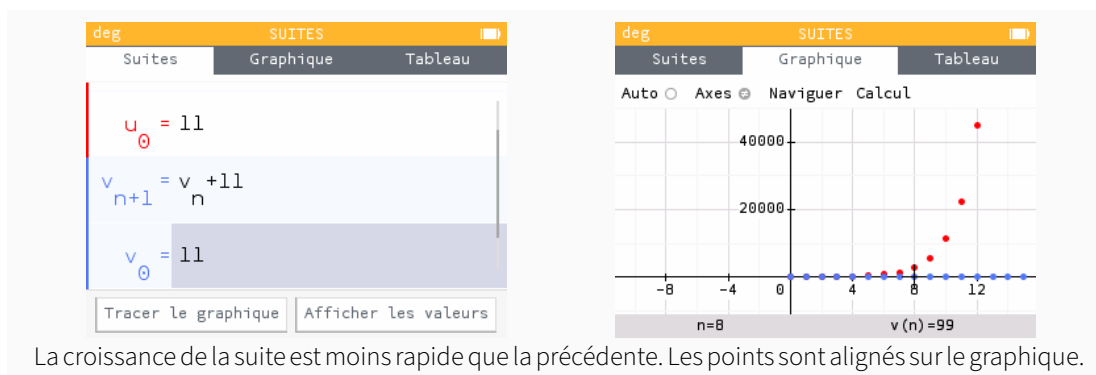 deg SUITES
Suites Graphique Tableau
u0 = 11
vn+1 = vn+11
v0 = 11
Tracer le graphique Afficher les valeurs
deg SUITES
Suites Graphique Tableau
Auto Axes Naviguer Calcul
40000
20000
-8 -4 0 4 8 12
n=8 v(n)=99
La croissance de la suite est moins rapide que la précédente. Les points sont alignés sur le graphique.